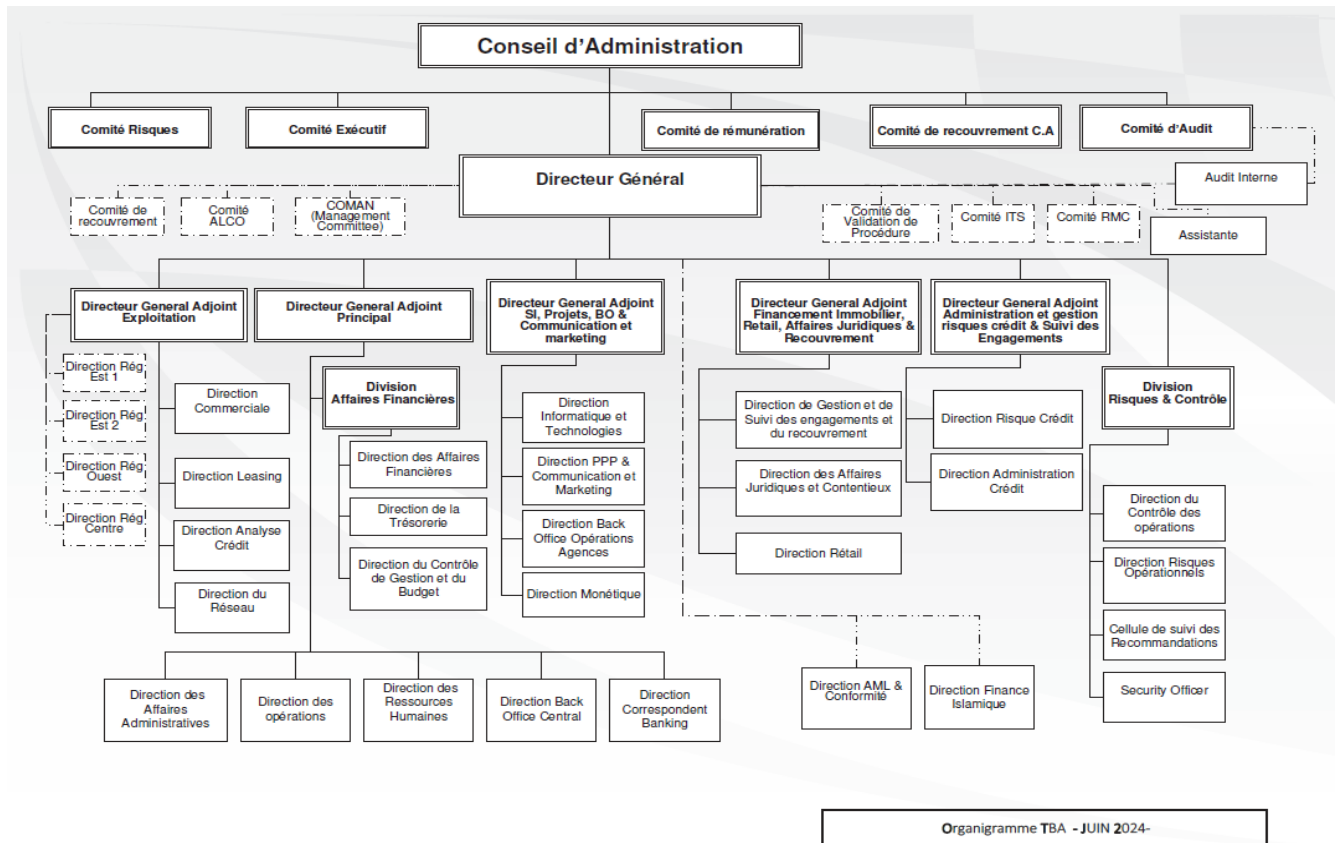 Conseil d'Administration
Comité Risques
Comité Exécutif
Comité de rémunération
Comité de recouvrement C.A
Comité d'Audit
Directeur Général
Audit Interne
Comité de
recouvrement
Comité
ALCO
COMAN
(Management
Committee)
Comité de
Validation de
Procédure
Comité ITS
Comité RMC
Assistante
Directeur General Adjoint
Exploitation
Directeur General Adjoint
Principal
Directeur General Adjoint
SI, Projets, BO &
Communication et
marketing
Directeur General Adjoint
Financement Immobilier,
Retail, Affaires Juridiques &
Recouvrement
Directeur General Adjoint
Administration et gestion
risques crédit & Suivi des
Engagements
Direction Rég
Est 1
Direction Rég
Est 2
Direction Rég
Ouest
Direction Rég
Centre
Direction
Commerciale
Direction Leasing
Direction Analyse
Crédit
Direction du
Réseau
Division
Affaires Financières
Direction des Affaires
Financières
Direction de la
Trésorerie
Direction du Contrôle
de Gestion et du
Budget
Direction
Informatique et
Technologies
Direction PPP &
Communication et
Marketing
Direction Back
Office Opérations
Agences
Direction Monétique
Direction de Gestion et de
Suivi des engagements et
du recouvrement
Direction des Affaires
Juridiques et Contentieux
Direction Rétail
Direction Risque Crédit
Direction Administration
Crédit
Division
Risques & Contrôle
Direction du
Contrôle des
opérations
Direction Risques
Opérationnels
Cellule de suivi des
Recommandations
Security Officer
Direction des
Affaires
Administratives
Direction des
opérations
Direction des
Ressources
Humaines
Direction Back
Office Central
Direction
Correspondent
Banking
Direction AML &
Conformité
Direction Finance
Islamique
Organigramme TBA - JUIN 2024-